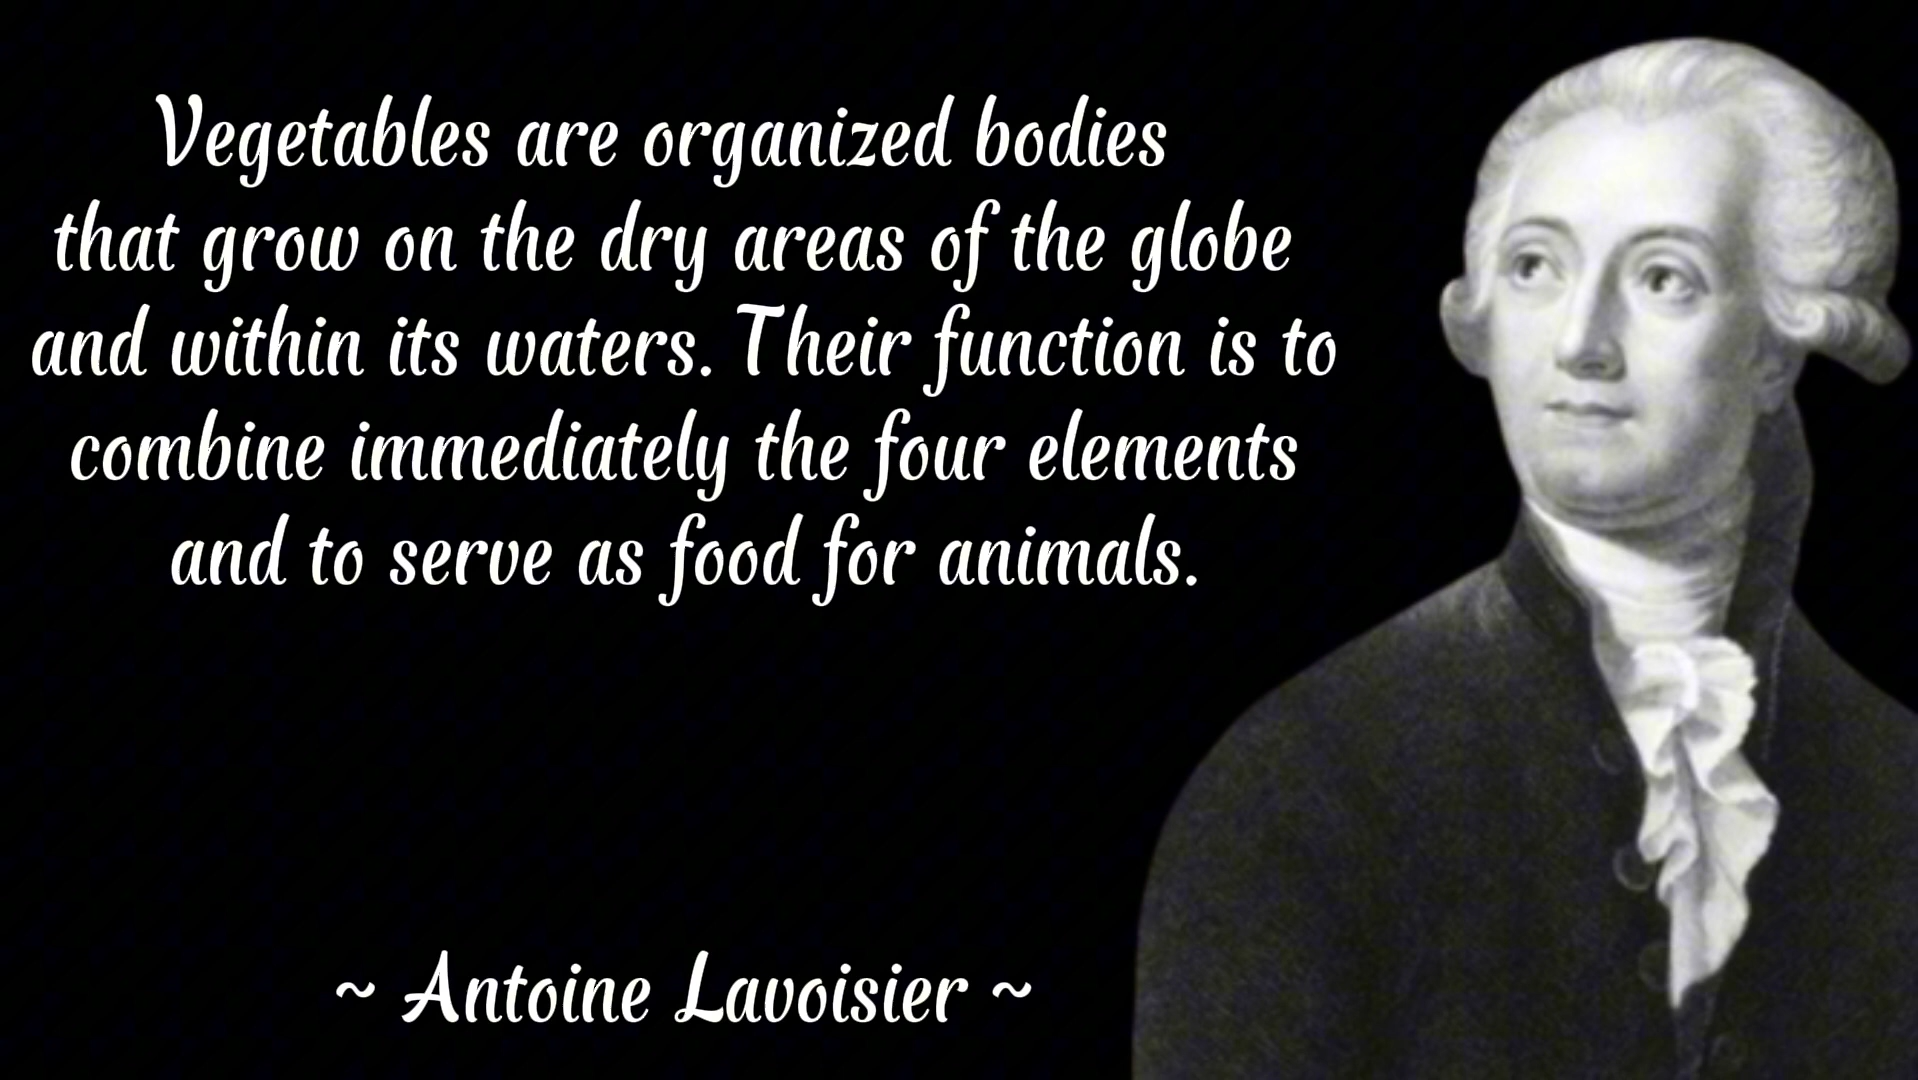 Vegetables are organized bodies
that grow on the dry areas of the globe
and within its waters. Their function is to
combine immediately the four elements
and to serve as food for animals.
~ Antoine Lavoisier ~